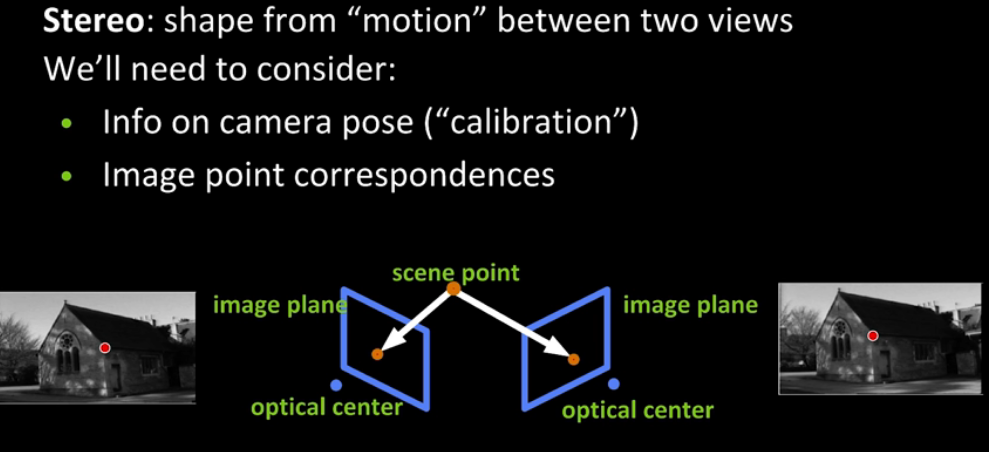 Stereo: shape from “motion” between two views
We’ll need to consider:
• Info on camera pose (“calibration”)
• Image point correspondences
scene point
image plane
image plane
optical center
optical center